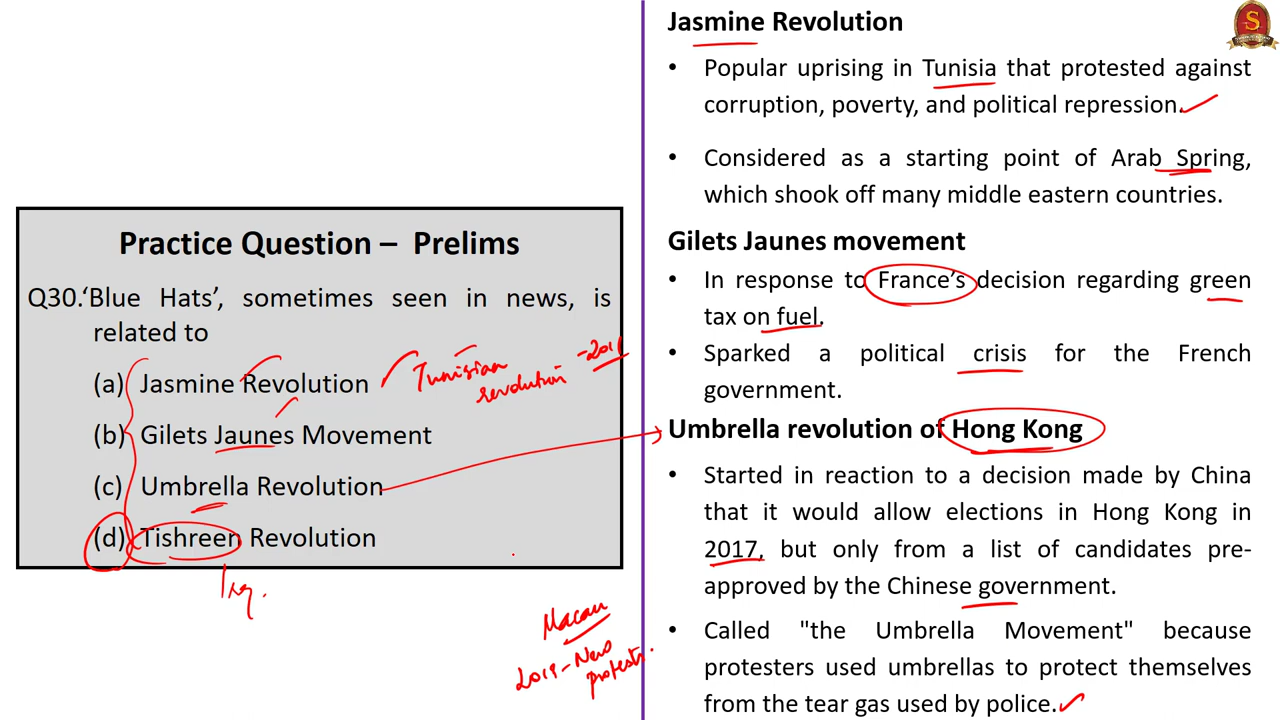 Practice Question – Prelims
Q30.‘Blue Hats’, sometimes seen in news, is
related to
(a) Jasmine Revolution
(b) Gilets Jaunes Movement
(c) Umbrella Revolution
(d) Tishreen Revolution
Tunisian
revolution
Macau
2019 – New
protests.
Jasmine Revolution
• Popular uprising in Tunisia that protested against
corruption, poverty, and political repression.
• Considered as a starting point of Arab Spring,
which shook off many middle eastern countries.
Gilets Jaunes movement
• In response to France’s decision regarding green
tax on fuel.
• Sparked a political crisis for the French
government.
Umbrella revolution of Hong Kong
• Started in reaction to a decision made by China
that it would allow elections in Hong Kong in
2017, but only from a list of candidates pre-
approved by the Chinese government.
• Called "the Umbrella Movement" because
protesters used umbrellas to protect themselves
from the tear gas used by police.
S